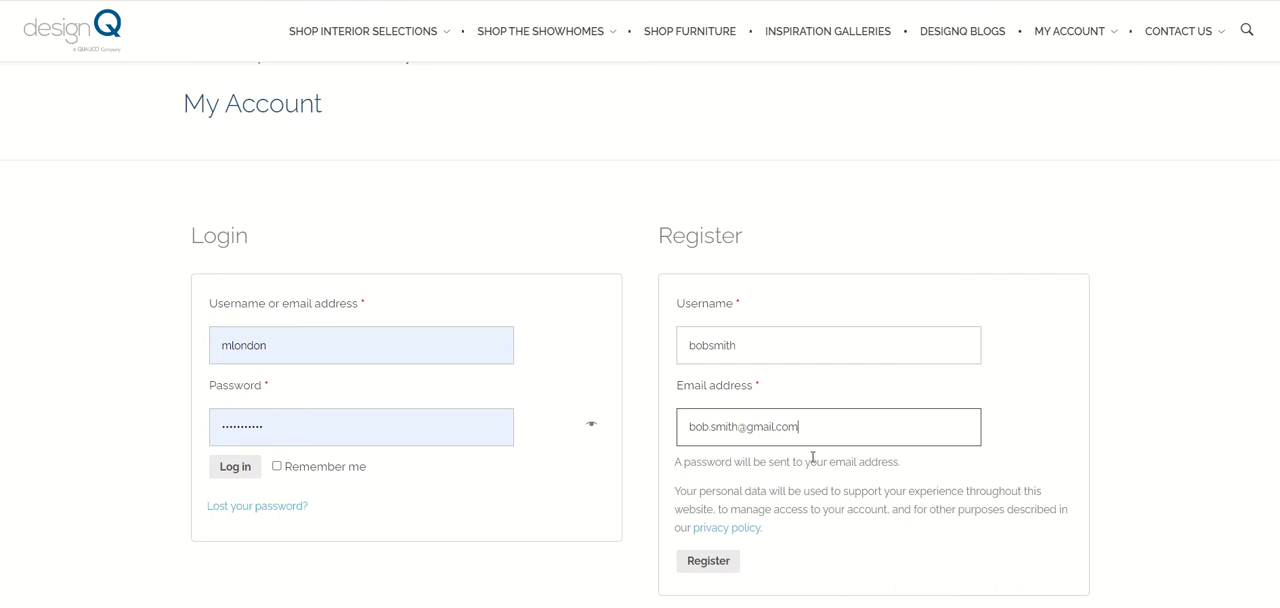 design Q
A QUALICO Company
SHOP INTERIOR SELECTIONS • SHOP THE SHOWHOMES • SHOP FURNITURE • INSPIRATION GALLERIES • DESIGNQ BLOGS • MY ACCOUNT • CONTACT US
My Account
Login
Username or email address *
mlondon
Password *
•••••••••••
Log in Remember me
Lost your password?
Register
Username *
bobsmith
Email address *
bob.smith@gmail.com
A password will be sent to your email address.
Your personal data will be used to support your experience throughout this
website, to manage access to your account, and for other purposes described in
our privacy policy.
Register